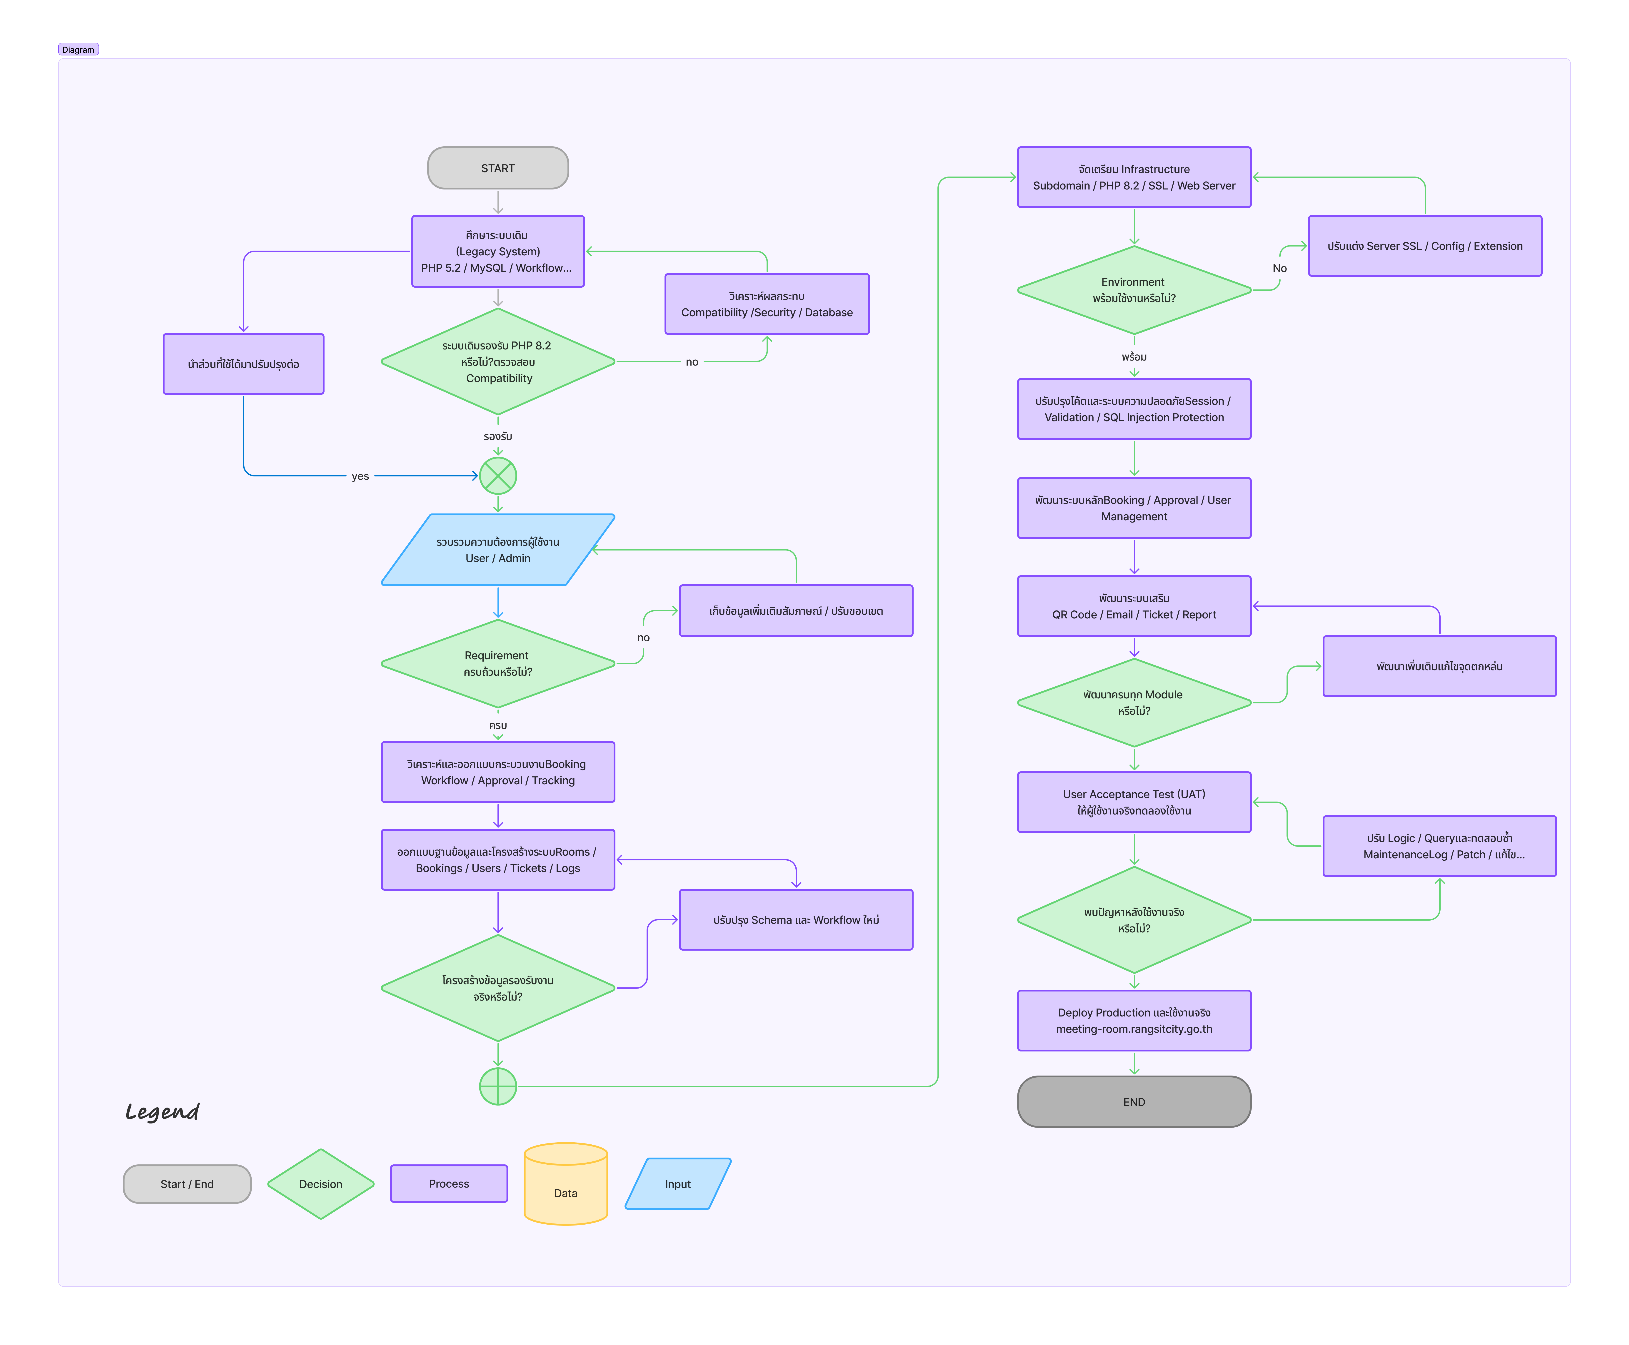 Diagram
START
ศึกษาระบบเดิม
(Legacy System)
PHP 5.2 / MySQL / Workflow...
วิเคราะห์ผลกระทบ
Compatibility /Security / Database
นำส่วนที่ใช้ได้มาปรับปรุงต่อ
ระบบเดิมรองรับ PHP 8.2
หรือไม่?ตรวจสอบ
Compatibility
no
รองรับ
yes
รวบรวมความต้องการผู้ใช้งาน
User / Admin
เก็บข้อมูลเพิ่มเติมสัมภาษณ์ / ปรับขอบเขต
no
Requirement
ครบถ้วนหรือไม่?
ครบ
วิเคราะห์และออกแบบกระบวนงานBooking
Workflow / Approval / Tracking
ออกแบบฐานข้อมูลและโครงสร้างระบบRooms /
Bookings / Users / Tickets / Logs
ปรับปรุง Schema และ Workflow ใหม่
โครงสร้างข้อมูลรองรับงาน
จริงหรือไม่?
จัดเตรียม Infrastructure
Subdomain / PHP 8.2 / SSL / Web Server
ปรับแต่ง Server SSL / Config / Extension
No
Environment
พร้อมใช้งานหรือไม่?
พร้อม
ปรับปรุงโค้ดและระบบความปลอดภัยSession /
Validation / SQL Injection Protection
พัฒนาระบบหลักBooking / Approval / User
Management
พัฒนาระบบเสริม
QR Code / Email / Ticket / Report
พัฒนาเพิ่มเติมแก้ไขจุดตกหล่น
พัฒนาครบทุก Module
หรือไม่?
User Acceptance Test (UAT)
ให้ผู้ใช้งานจริงทดลองใช้งาน
ปรับ Logic / Queryและทดสอบซ้ำ
MaintenanceLog / Patch / แก้ไข...
พบปัญหาหลังใช้งานจริง
หรือไม่?
Deploy Production และใช้งานจริง
meeting-room.rangsitcity.go.th
END
Legend
Start / End
Decision
Process
Data
Input